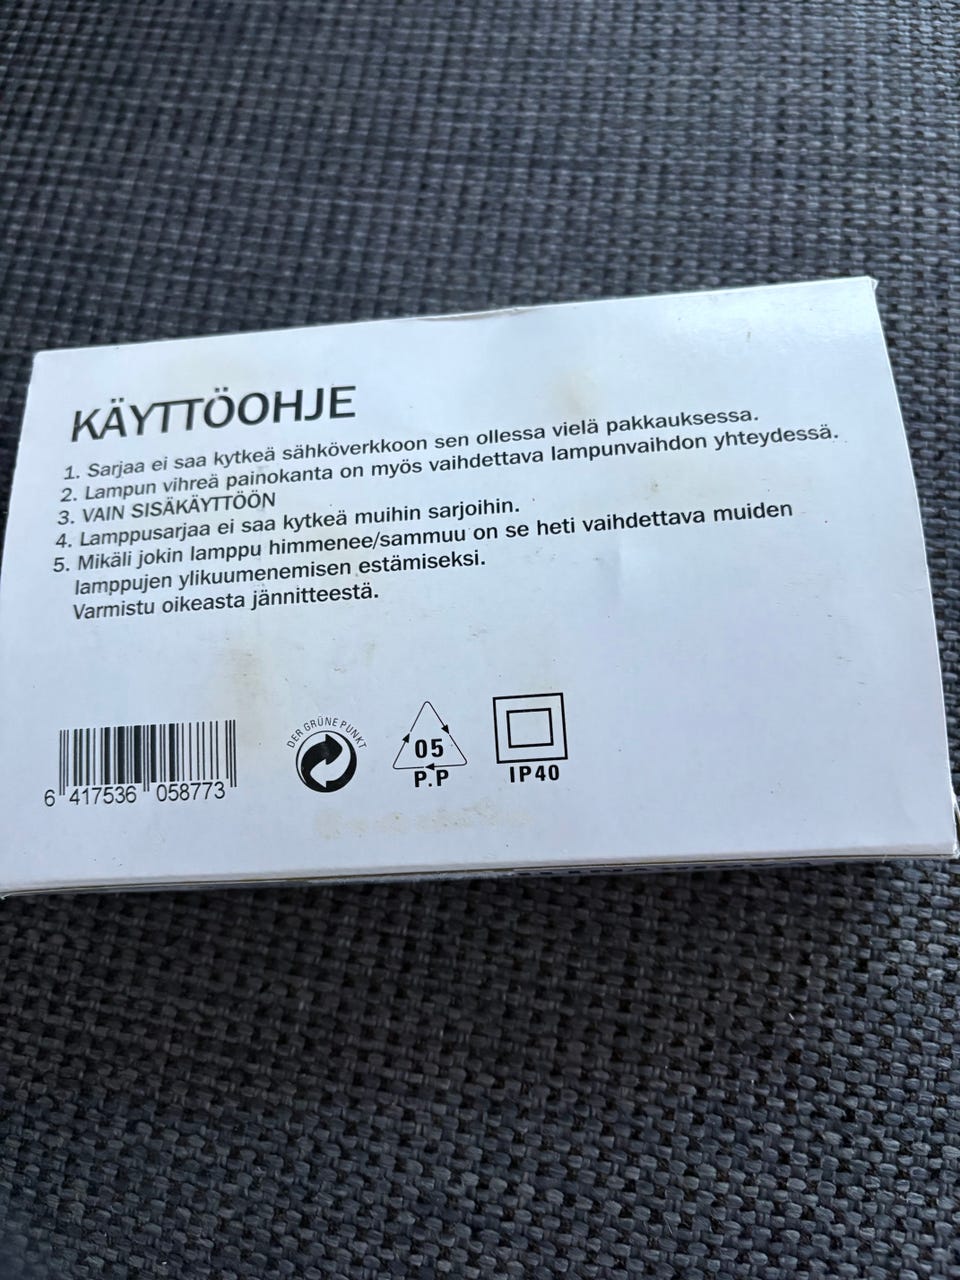 KÄYTTÖOHJE
1. Sarjaa ei saa kytkeä sähköverkkoon sen ollessa vielä pakkauksessa.
2. Lampun vihreä painokanta on myös vaihdettava lampunvaihdon yhteydessä.
3. VAIN SISÄKÄYTTÖÖN
4. Lamppusarjaa ei saa kytkeä muihin sarjoihin.
5. Mikäli jokin lamppu himmenee/sammuu on se heti vaihdettava muiden
lamppujen ylikuumenemisen estämiseksi.
Varmistu oikeasta jännitteestä.
6 417536 058773
DER GRÜNE PUNKT
05
P.P
IP40